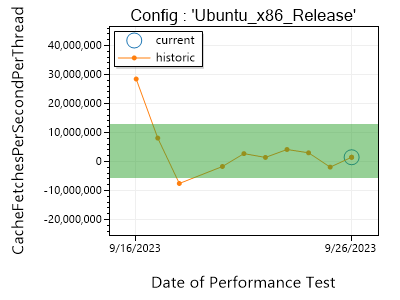 Config : 'Ubuntu_x86_Release'
CacheFetchesPerSecondPerThread
current
historic
40,000,000
30,000,000
20,000,000
10,000,000
0
-10,000,000
-20,000,000
9/16/2023
9/26/2023
Date of Performance Test